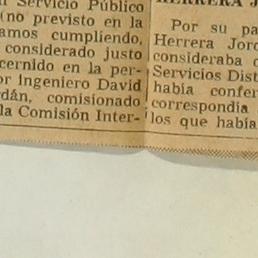 Servicio Público
(no previsto en la
amos cumpliendo,
considerado justo
cernido en la per-
or ingeniero David
dán, comisionado
la Comisión Inter-
HERRERA J
Por su pa
Herrera Jor
consideraba
Servicios Dist
había confer
correspondía
los que había